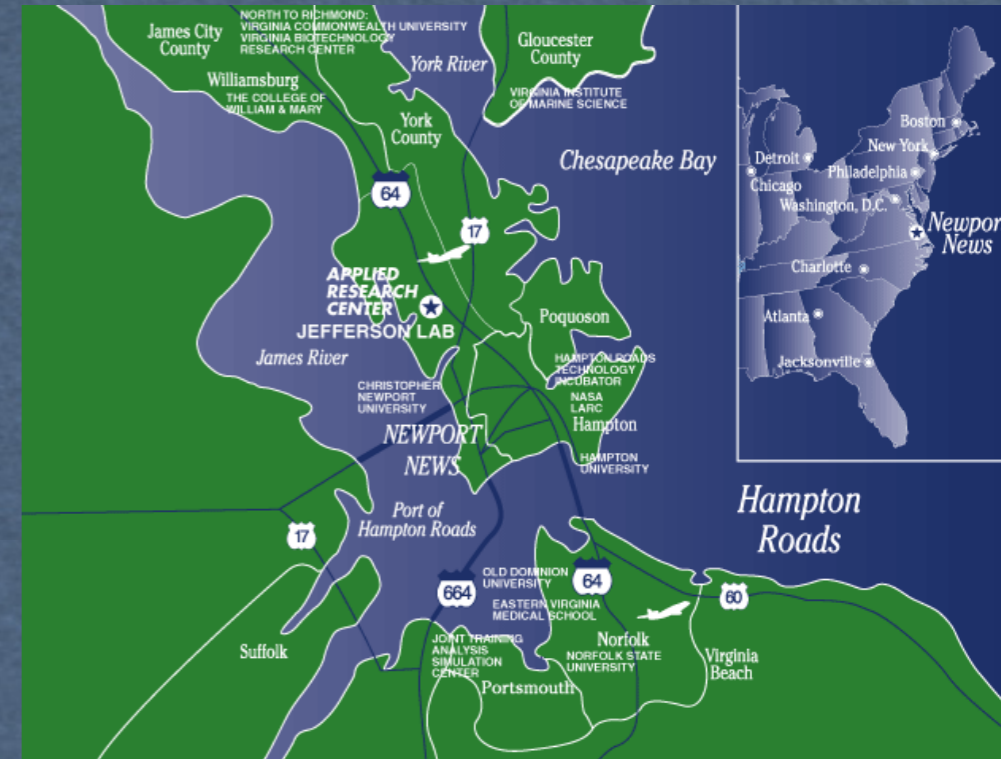 NORTH TO RICHMOND:
VIRGINIA COMMONWEALTH UNIVERSITY
VIRGINIA BIOTECHNOLOGY
RESEARCH CENTER
James City
County
Williamsburg
THE COLLEGE OF
WILLIAM & MARY
York River
Gloucester
County
VIRGINIA INSTITUTE
OF MARINE SCIENCE
York
County
Chesapeake Bay
64
17
APPLIED
RESEARCH
CENTER
JEFFERSON LAB
James River
Poquoson
HAMPTON ROADS
TECHNOLOGY
INCUBATOR
NASA
LARC
Hampton
HAMPTON
UNIVERSITY
CHRISTOPHER
NEWPORT
UNIVERSITY
NEWPORT
NEWS
Port of
Hampton Roads
17
664
OLD DOMINION
UNIVERSITY
64
EASTERN VIRGINIA
MEDICAL SCHOOL
60
Hampton
Roads
Suffolk
JOINT TRAINING
ANALYSIS
SIMULATION
CENTER
Portsmouth
Norfolk
NORFOLK STATE
UNIVERSITY
Virginia
Beach
Boston
New York
Detroit
Philadelphia
Chicago
Washington, D.C.
Newpor
News
Charlotte
Atlanta
Jacksonville